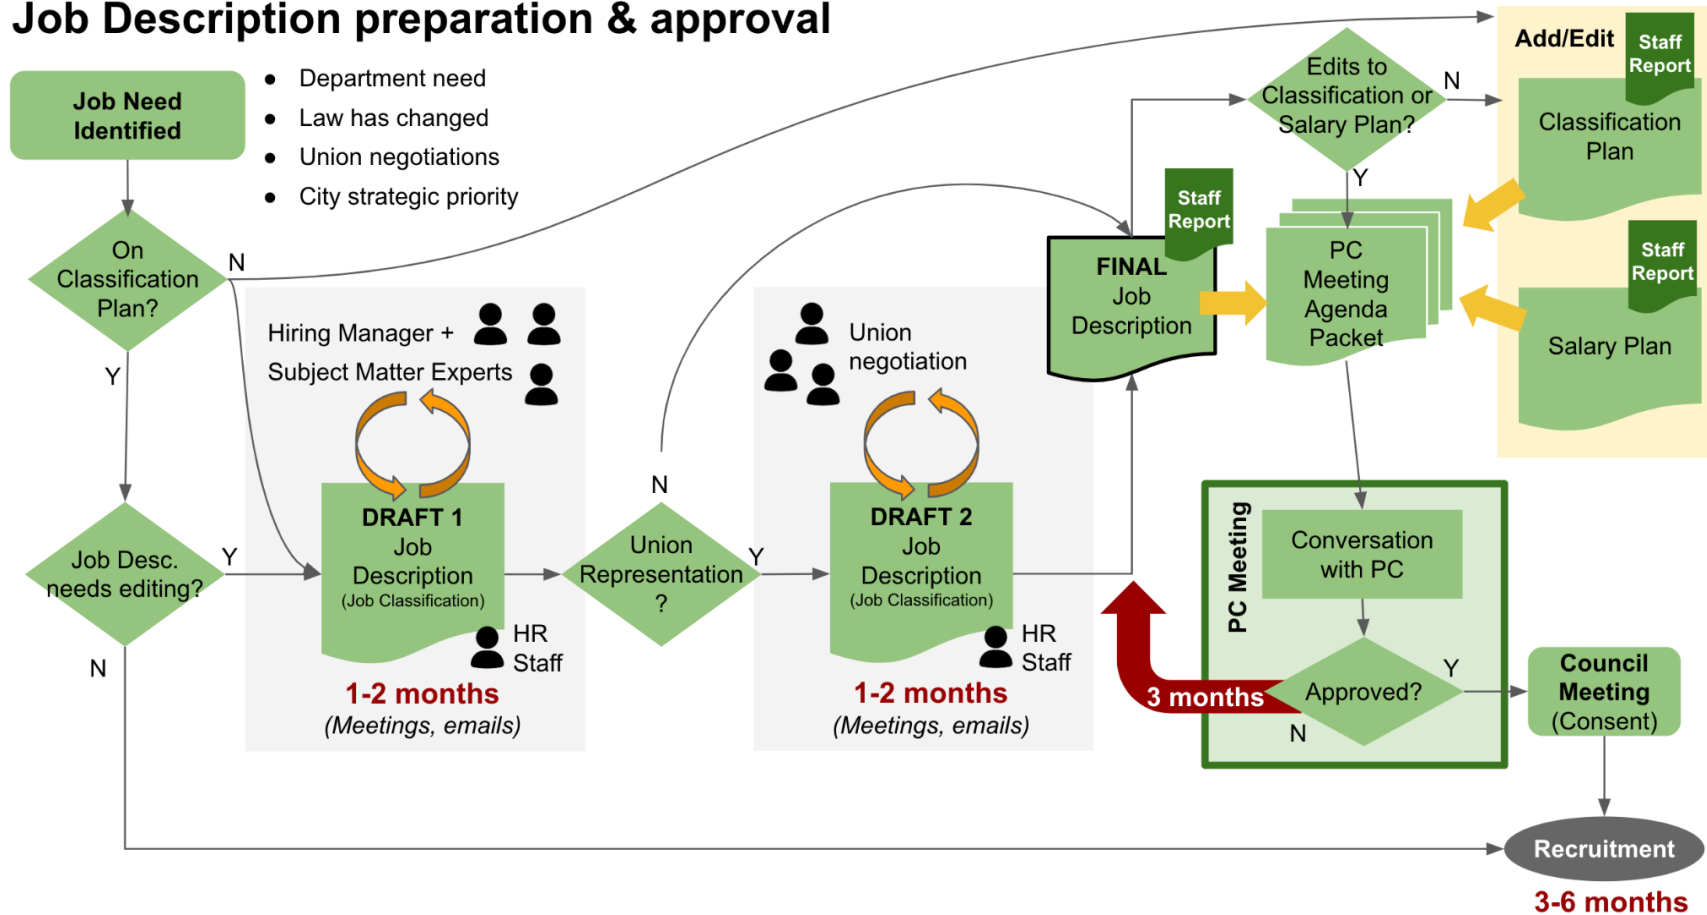 Job Description preparation & approval
Job Need
Identified
● Department need
● Law has changed
● Union negotiations
● City strategic priority
On
Classification
Plan?
N
Y
Job Desc.
needs editing?
Y
N
Hiring Manager +
Subject Matter Experts
DRAFT 1
Job
Description
(Job Classification)
HR
Staff
1-2 months
(Meetings, emails)
Union
Representation
?
N
Y
Union
negotiation
DRAFT 2
Job
Description
(Job Classification)
HR
Staff
1-2 months
(Meetings, emails)
FINAL
Job
Description
Staff
Report
Edits to
Classification or
Salary Plan?
N
Y
PC
Meeting
Agenda
Packet
Add/Edit
Staff
Report
Classification
Plan
Staff
Report
Salary Plan
PC Meeting
Conversation
with PC
Approved?
Y
N
3 months
Council
Meeting
(Consent)
Recruitment
3-6 months